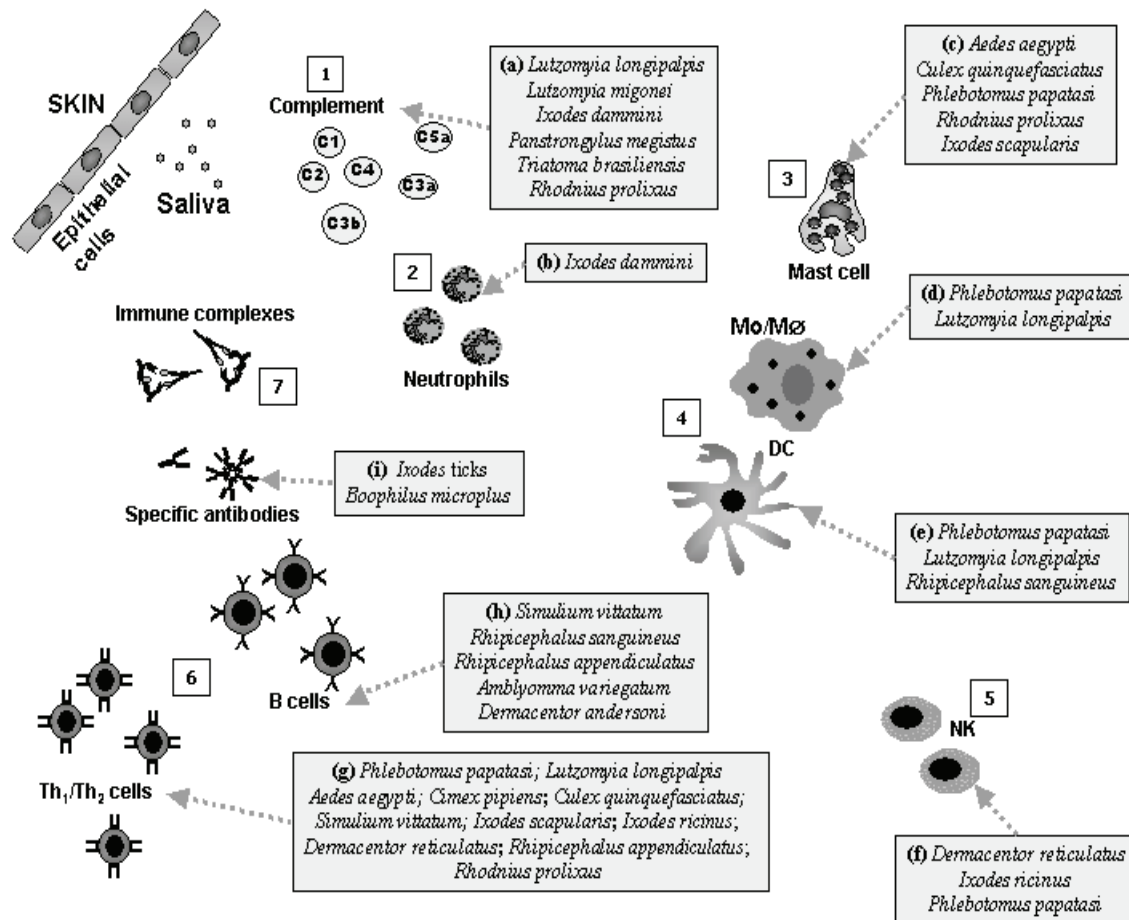 SKIN
Epithelial
cells
Saliva
1
Complement
C1
C2
C4
C5a
C3a
C3b
(a) Lutzomyia longipalpis
Lutzomyia migonei
Ixodes dammini
Panstrongylus megistus
Triatoma brasiliensis
Rhodnius prolixus
(c) Aedes aegypti
Culex quinquefasciatus
Phlebotomus papatasi
Rhodnius prolixus
Ixodes scapularis
3
Mast cell
2
Neutrophils
(b) Ixodes dammini
(d) Phlebotomus papatasi
Lutzomyia longipalpis
Mo/MØ
4
DC
(e) Phlebotomus papatasi
Lutzomyia longipalpis
Rhipicephalus sanguineus
5
NK
(f) Dermacentor reticulatus
Ixodes ricinus
Phlebotomus papatasi
Immune complexes
7
Specific antibodies
(i) Ixodes ticks
Boophilus microplus
B cells
(h) Simulium vittatum
Rhipicephalus sanguineus
Rhipicephalus appendiculatus
Amblyomma variegatum
Dermacentor andersoni
6
Th1/Th2 cells
(g) Phlebotomus papatasi; Lutzomyia longipalpis
Aedes aegypti; Cimex pipiens; Culex quinquefasciatus;
Simulium vittatum; Ixodes scapularis; Ixodes ricinus;
Dermacentor reticulatus; Rhipicephalus appendiculatus;
Rhodnius prolixus